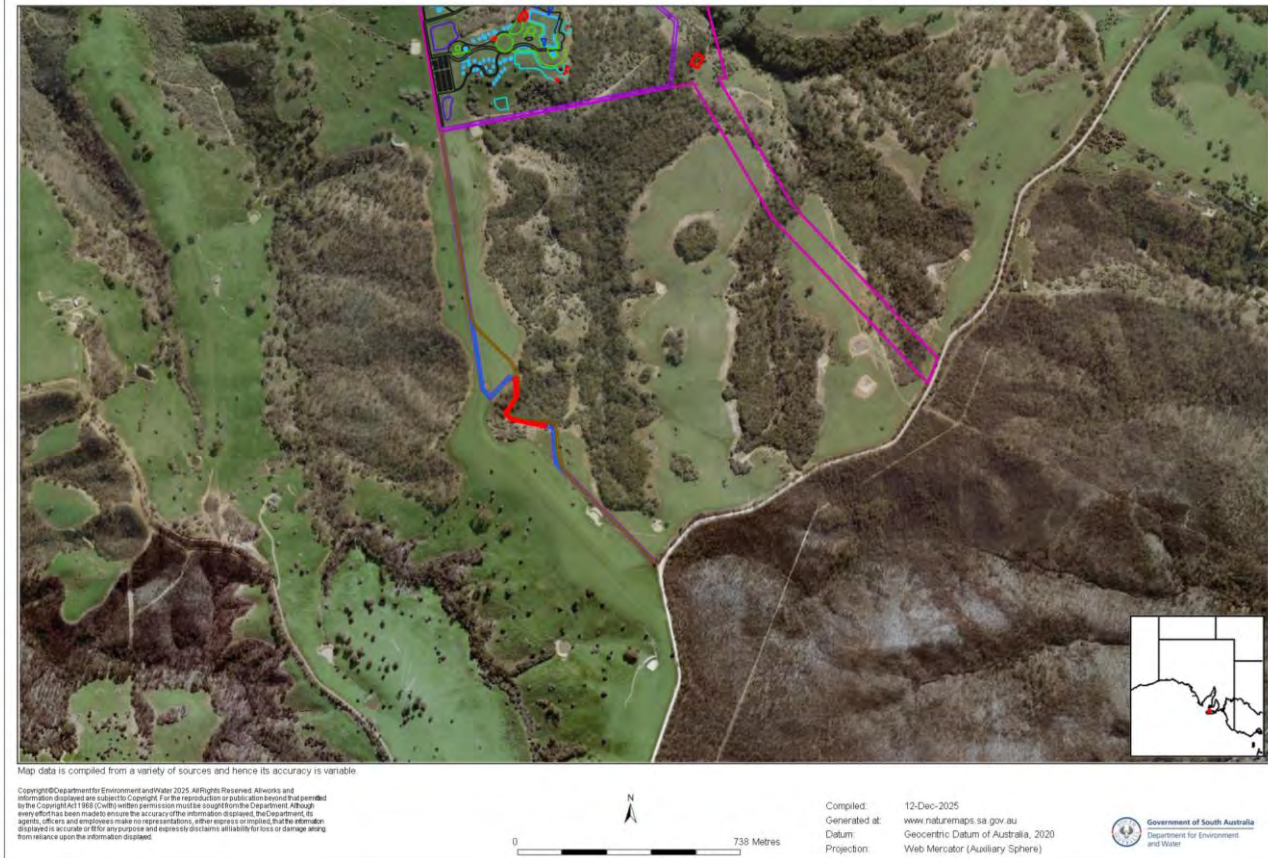 Map data is compiled from a variety of sources and hence its accuracy is variable.
Copyright©Department for Environment and Water 2025. All Rights Reserved. All works and
information displayed are subject to Copyright. For the reproduction or publication beyond that permitted
by the Copyright Act 1968 (Cwlth) written permission must be sought from the Department. Although
every effort has been made to ensure the accuracy of the information displayed, the Department, its
agents, officers and employees make no representations, either express or implied, that the information
displayed is accurate or fit for any purpose and expressly disclaims all liability for loss or damage arising
from reliance upon the information displayed.
N
0 738 Metres
Compiled: 12-Dec-2025
Generated at: www.naturemaps.sa.gov.au
Datum: Geocentric Datum of Australia, 2020
Projection: Web Mercator (Auxiliary Sphere)
Government of South Australia
Department for Environment
and Water